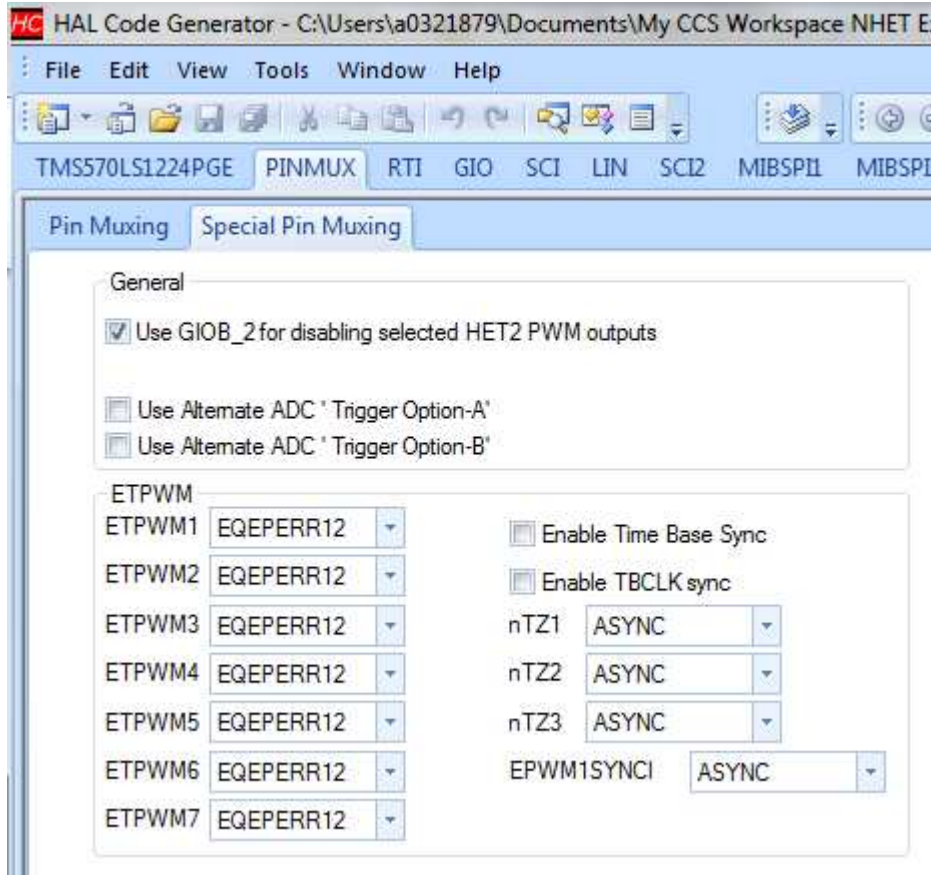 HC HAL Code Generator - C:\Users\a0321879\Documents\My CCS Workspace NHET E
File Edit View Tools Window Help
TMS570LS1224PGE PINMUX RTI GIO SCI LIN SCI2 MIBSPI1 MIBSPI
Pin Muxing Special Pin Muxing
General
Use GIOB_2 for disabling selected HET2 PWM outputs
Use Alternate ADC ' Trigger Option-A'
Use Alternate ADC ' Trigger Option-B'
ETPWM
ETPWM1 EQEPERR12 Enable Time Base Sync
ETPWM2 EQEPERR12 Enable TBCLK sync
ETPWM3 EQEPERR12 nTZ1 ASYNC
ETPWM4 EQEPERR12 nTZ2 ASYNC
ETPWM5 EQEPERR12 nTZ3 ASYNC
ETPWM6 EQEPERR12 EPWM1SYNCI ASYNC
ETPWM7 EQEPERR12